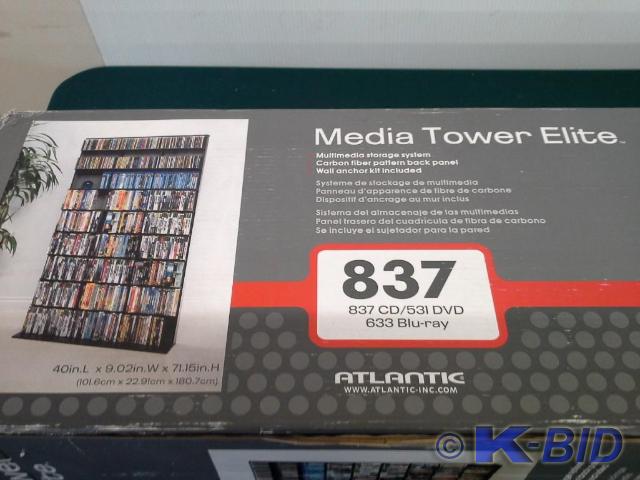 Media Tower Elite™
Multimedia storage system
Carbon fiber pattern back panel
Wall anchor kit included
Systeme de stockage de multimedia
Panneau d'apparence de fibre de carbone
Dispositif d'ancrage au mur inclus
Sistema del almacenaje de las multimedias
Panel trasero del cuadricula de fibra de carbono
Se incluye el sujetador para la pared
837
837 CD/531 DVD
633 Blu-ray
40in.L x 9.02in.W x 71.15in.H
(101.6cm x 22.91cm x 180.7cm)
ATLANTIC
WWW.ATLANTIC-INC.COM
© K-BID